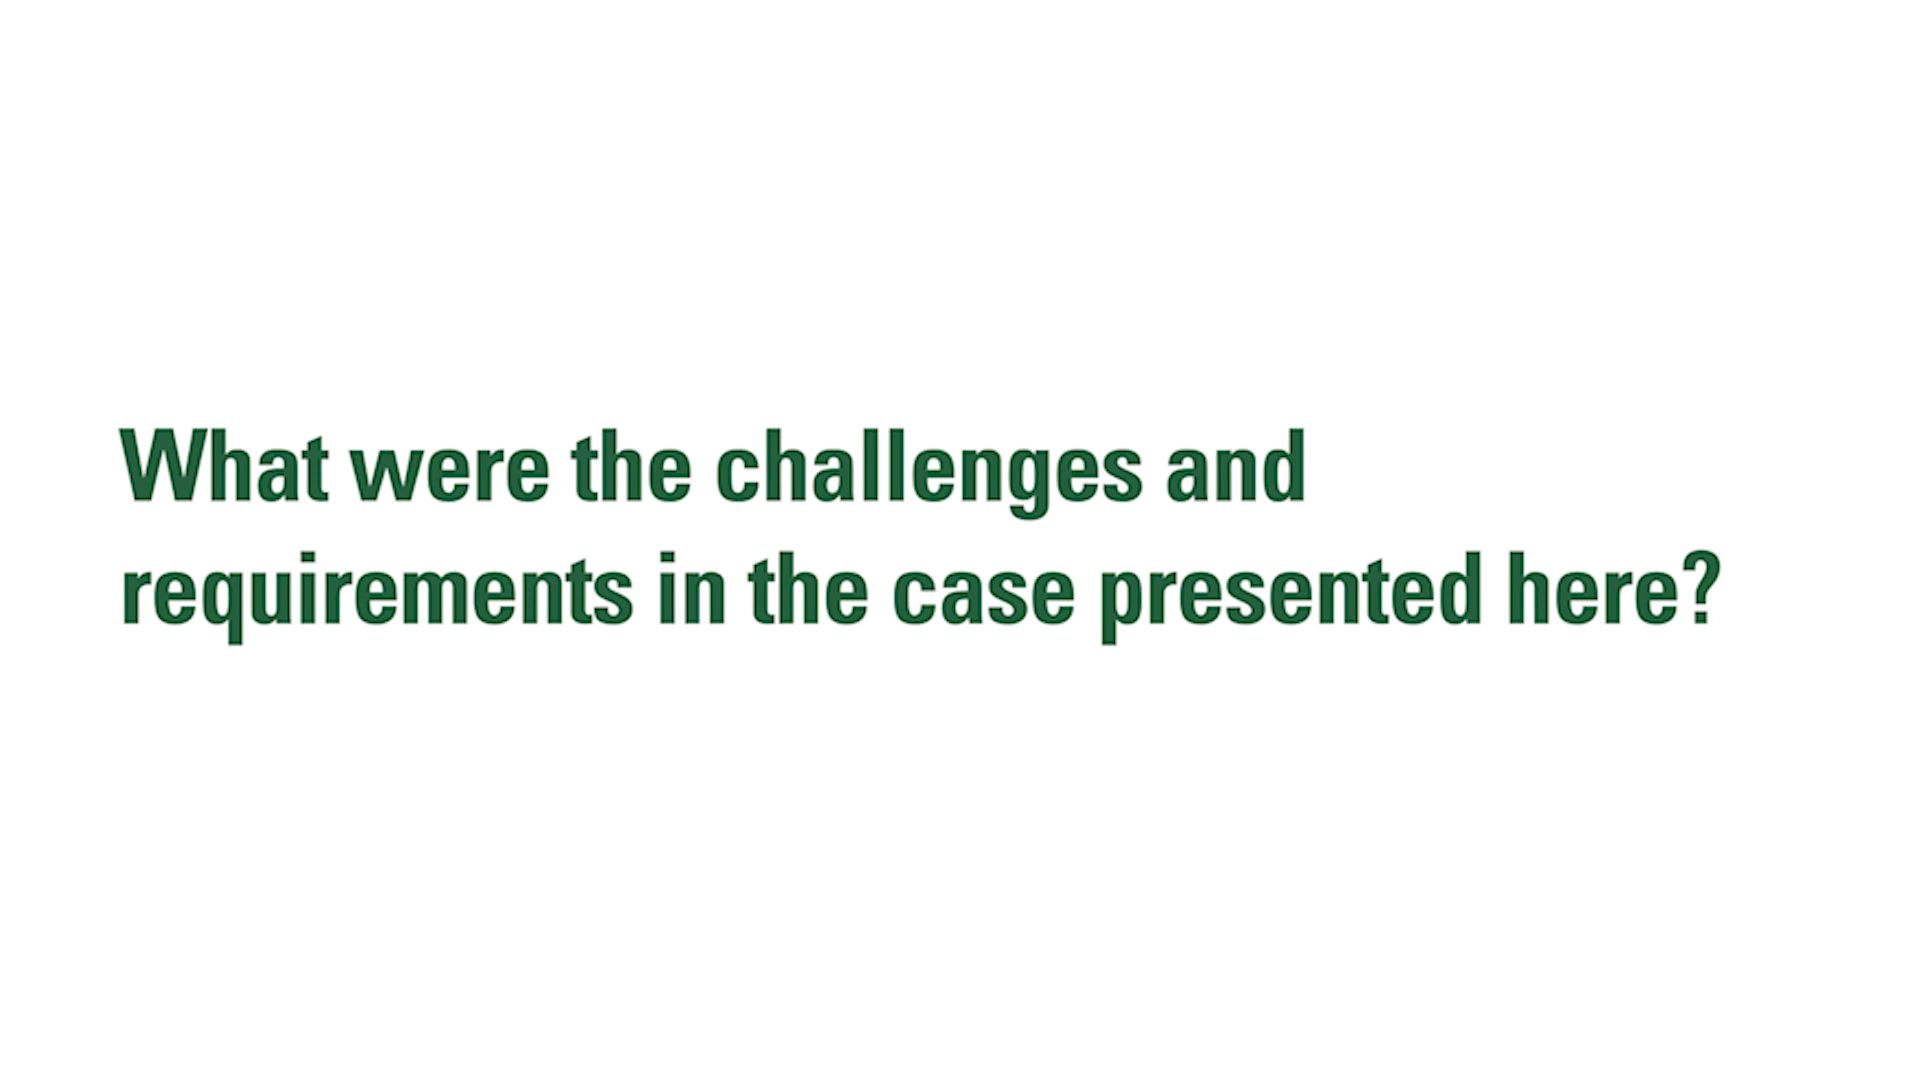 What were the challenges and
requirements in the case presented here?